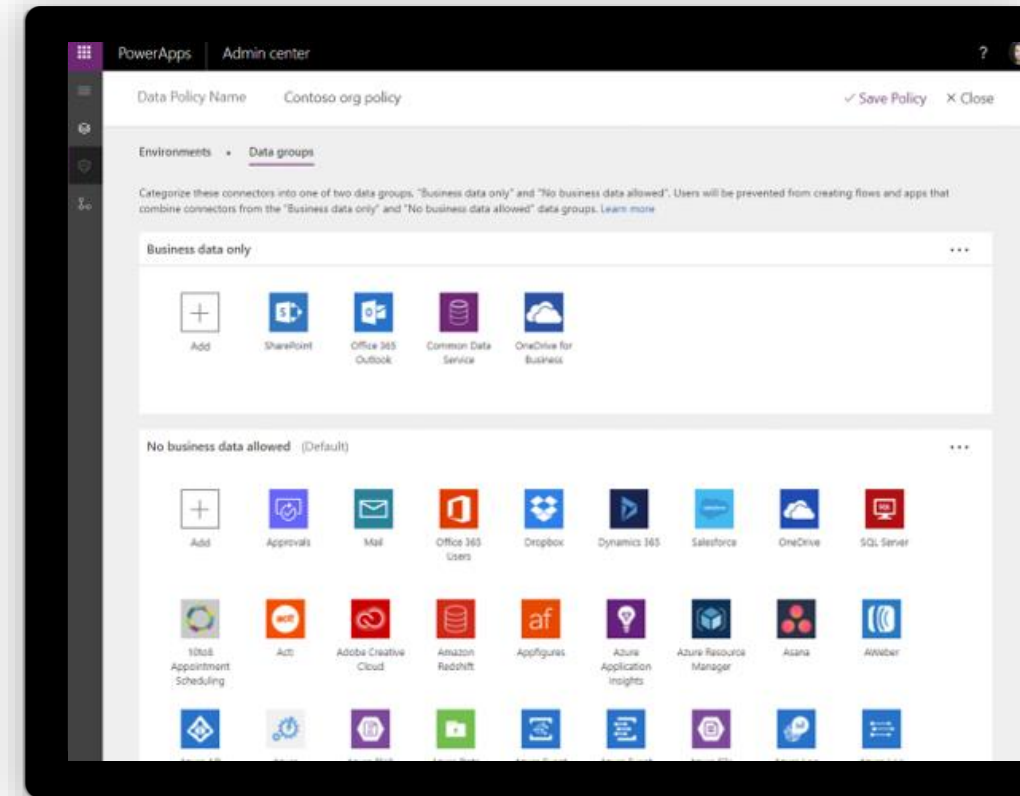 PowerApps Admin center ?
Data Policy Name Contoso org policy Save Policy Close
Environments Data groups
Categorize these connectors into one of two data groups, "Business data only" and "No business data allowed". Users will be prevented from creating flows and apps that
combine connectors from the "Business data only" and "No business data allowed" data groups. Learn more
Business data only
Add SharePoint Office 365 Common Data OneDrive for
Outlook Service Business
No business data allowed (Default)
Add Approvals Mail Office 365 Dropbox Dynamics 365 Salesforce OneDrive SQL Server
Users
10to8 Act! Adobe Creative Amazon Appfigures Azure Azure Resource Asana AWeber
Appointment Cloud Redshift Application Manager
Scheduling Insights